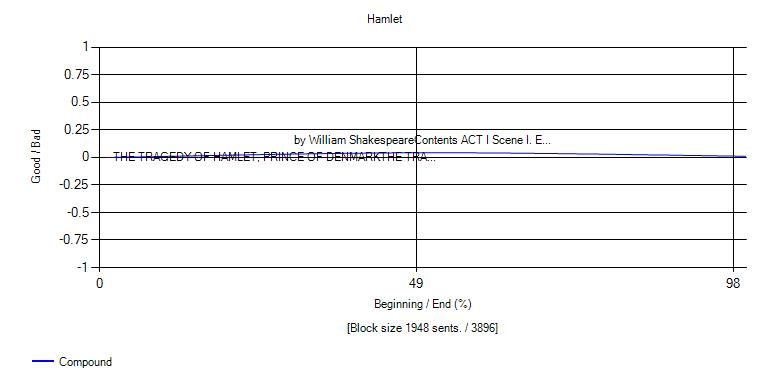 Hamlet
1
0.75
0.5
0.25
0
-0.25
-0.5
-0.75
-1
Good / Bad
by William ShakespeareContents ACT I Scene I. E...
THE TRAGEDY OF HAMLET, PRINCE OF DENMARKTHE TRA...
0 49 98
Beginning / End (%)
[Block size 1948 sents. / 3896]
Compound